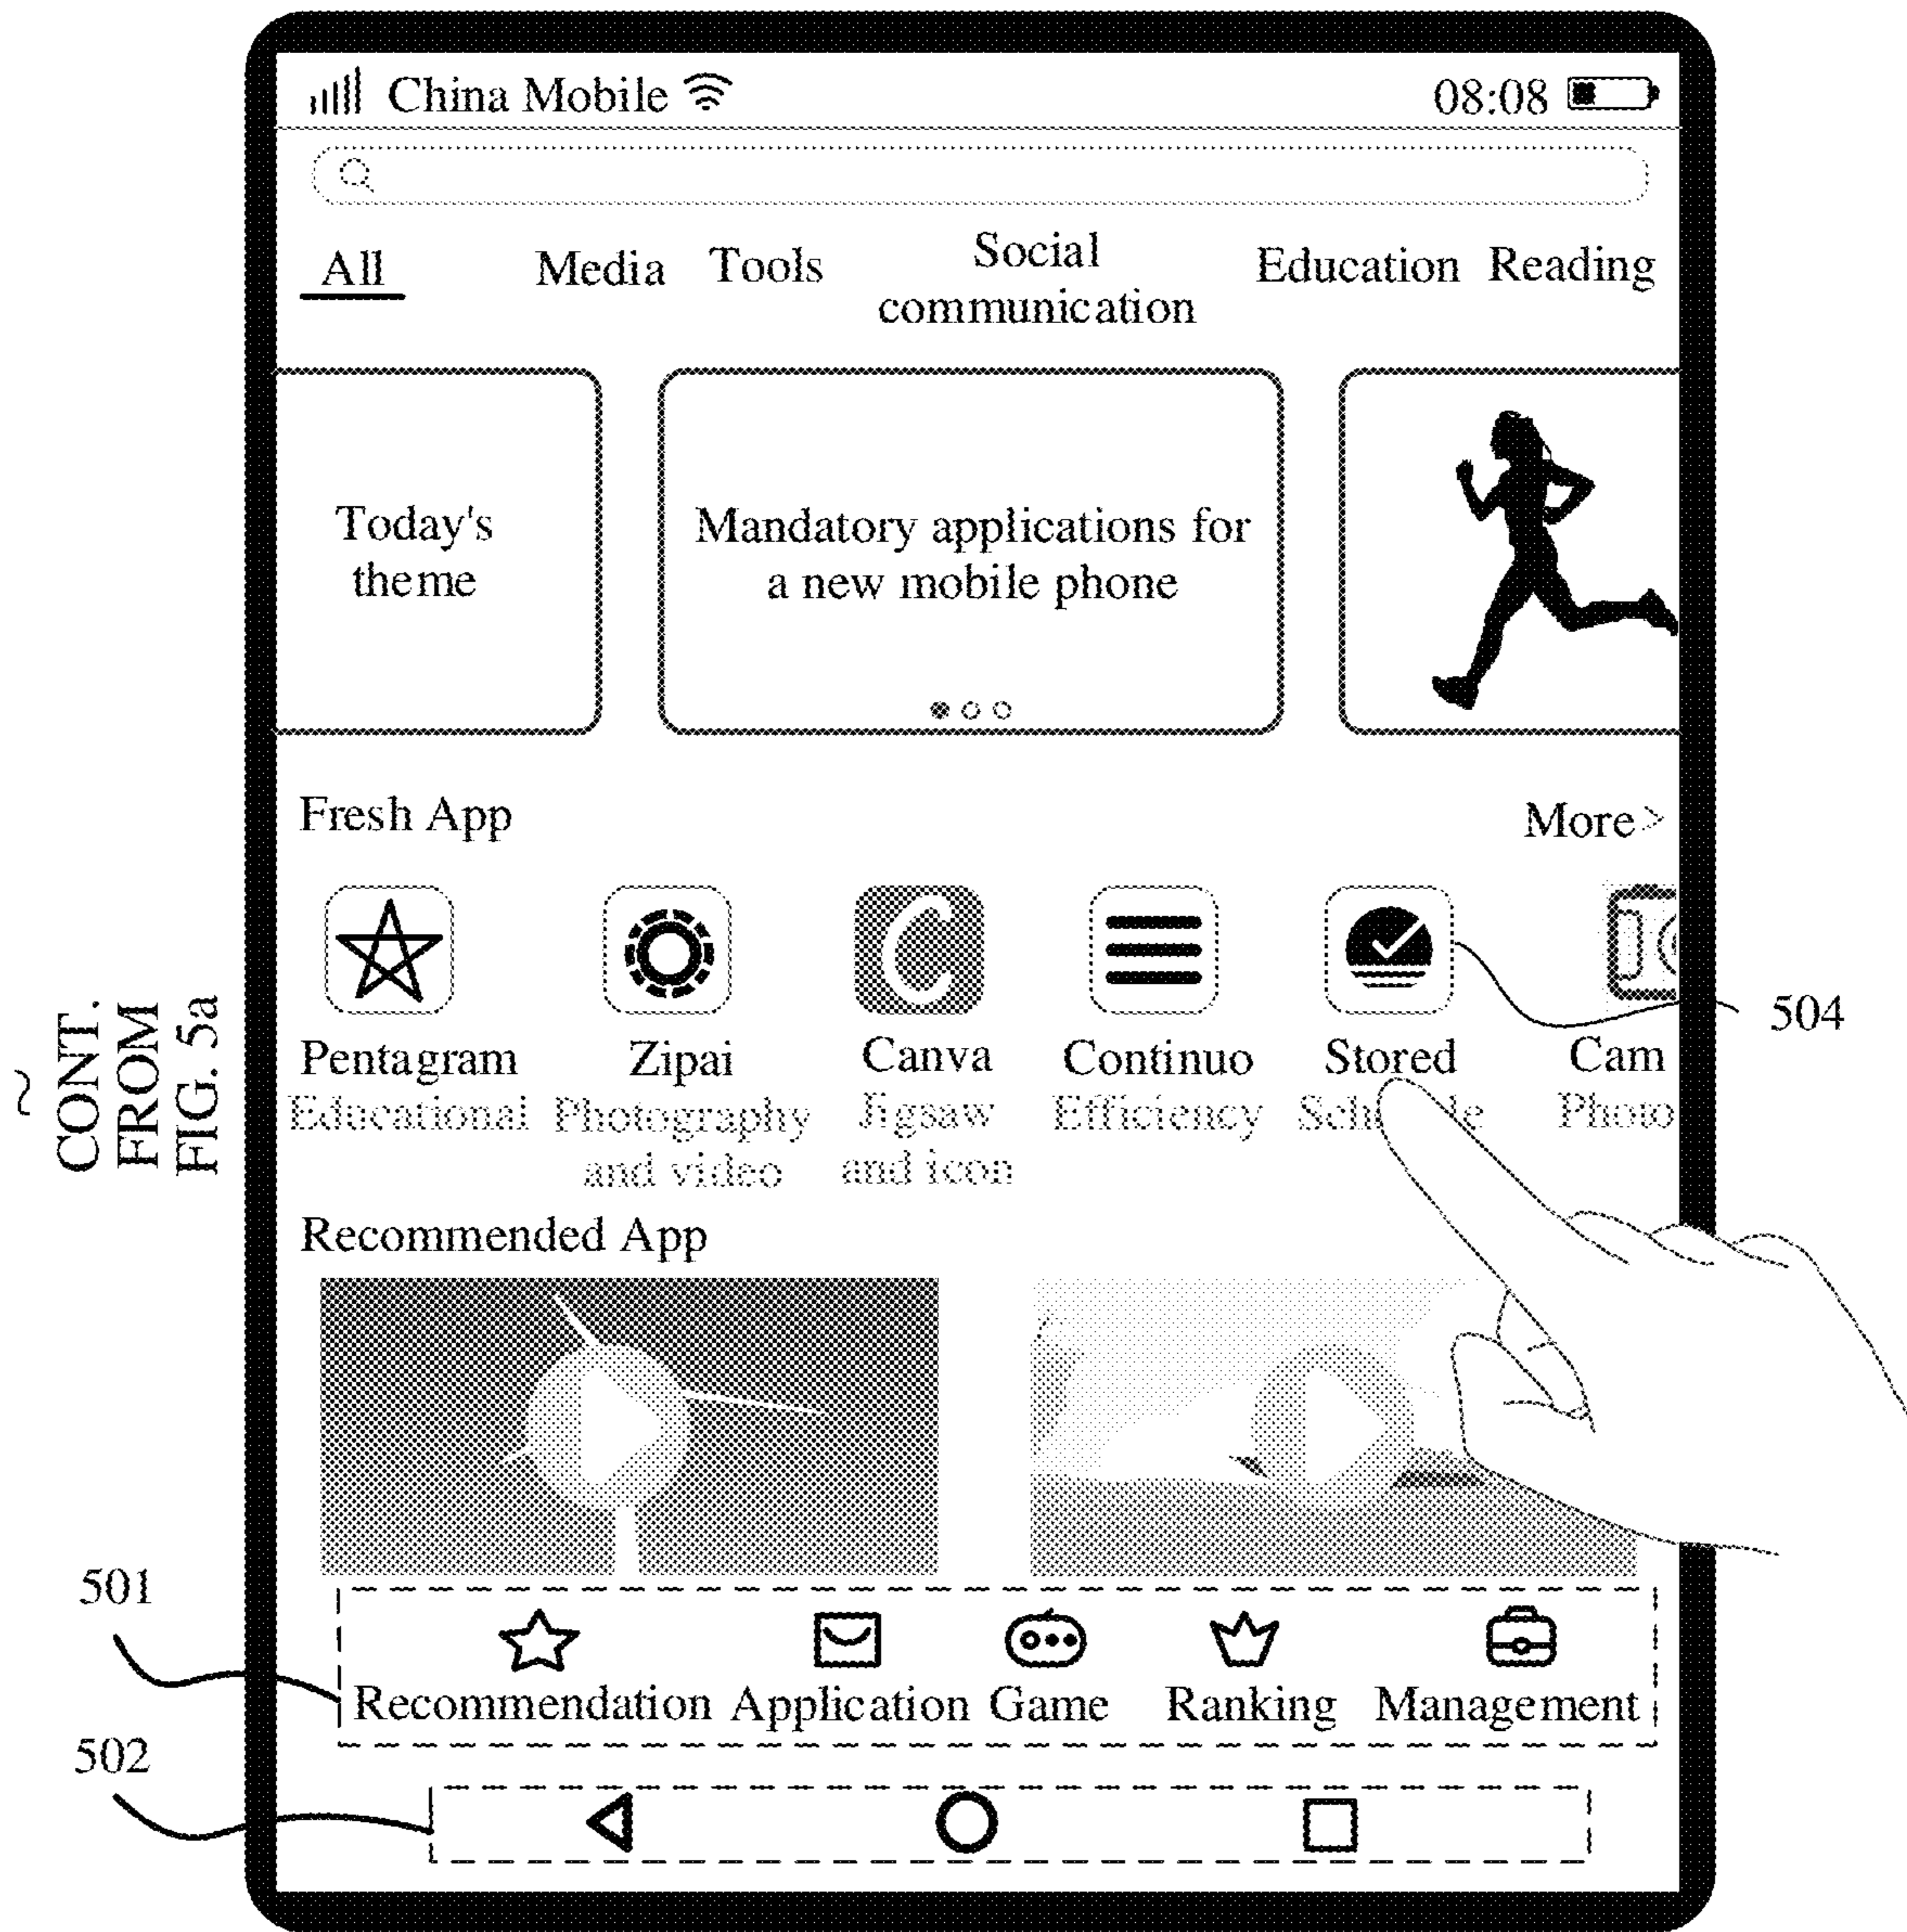 China Mobile 08:08
All Media Tools Social communication Education Reading
Today's
theme
Mandatory applications for
a new mobile phone
Fresh App More >
Pentagram Zipai Canva Continuo Stored Cam
Educational Photography and video Jigsaw and icon Efficiency Photo
Recommended App
Recommendation Application Game Ranking Management
~
CONT.
FROM
FIG. 5a
504
501
502